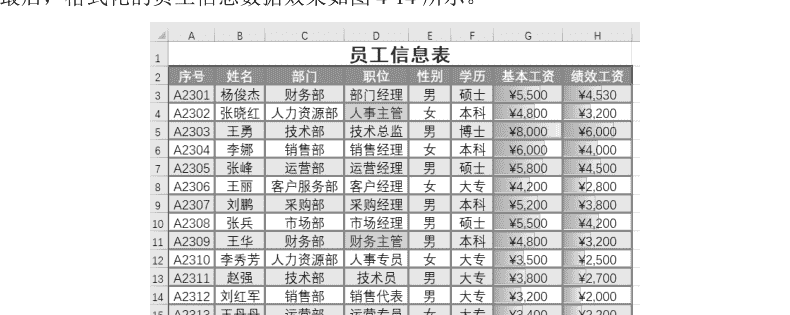 最后，格式化的员工信息数据效果如图 4-14 所示。
A B C D E F G H
1 员工信息表
2 序号 姓名 部门 职位 性别 学历 基本工资 绩效工资
3 A2301 杨俊杰 财务部 部门经理 男 硕士 ¥5,500 ¥4,530
4 A2302 张晓红 人力资源部 人事主管 女 本科 ¥4,800 ¥3,200
5 A2303 王勇 技术部 技术总监 男 博士 ¥8,000 ¥6,000
6 A2304 李娜 销售部 销售经理 女 本科 ¥6,000 ¥4,000
7 A2305 张峰 运营部 运营经理 男 硕士 ¥5,800 ¥4,500
8 A2306 王丽 客户服务部 客户经理 女 大专 ¥4,200 ¥2,800
9 A2307 刘鹏 采购部 采购经理 男 本科 ¥5,200 ¥3,800
10 A2308 张兵 市场部 市场经理 男 硕士 ¥5,500 ¥4,200
11 A2309 王华 财务部 财务主管 男 本科 ¥4,800 ¥3,200
12 A2310 李秀芳 人力资源部 人事专员 女 大专 ¥3,500 ¥2,500
13 A2311 赵强 技术部 技术员 男 大专 ¥3,800 ¥2,700
14 A2312 刘红军 销售部 销售代表 男 大专 ¥3,200 ¥2,000
15 A2313 王丹丹 运营部 运营专员 女 大专 ¥3,400 ¥2,200